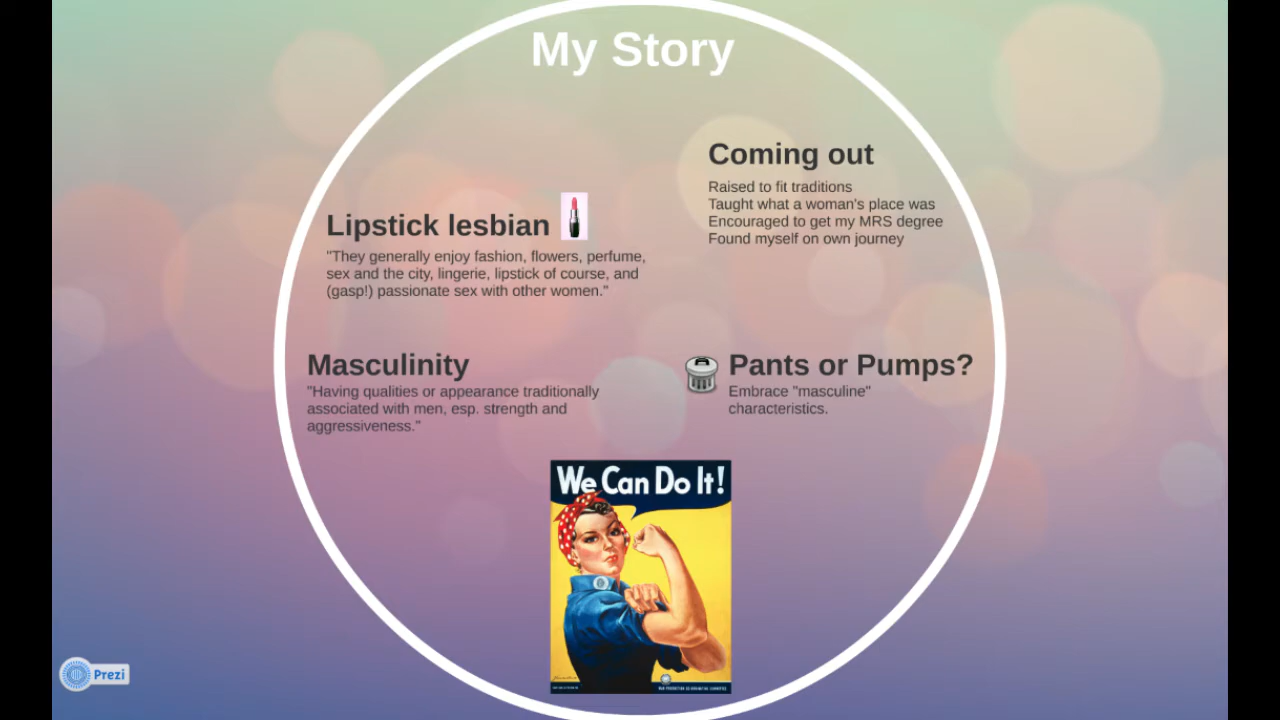 My Story
Coming out
Raised to fit traditions
Taught what a woman's place was
Encouraged to get my MRS degree
Found myself on own journey
Lipstick lesbian
"They generally enjoy fashion, flowers, perfume,
sex and the city, lingerie, lipstick of course, and
(gasp!) passionate sex with other women."
Masculinity
"Having qualities or appearance traditionally
associated with men, esp. strength and
aggressiveness."
Pants or Pumps?
Embrace "masculine"
characteristics.
We Can Do It!
Prezi